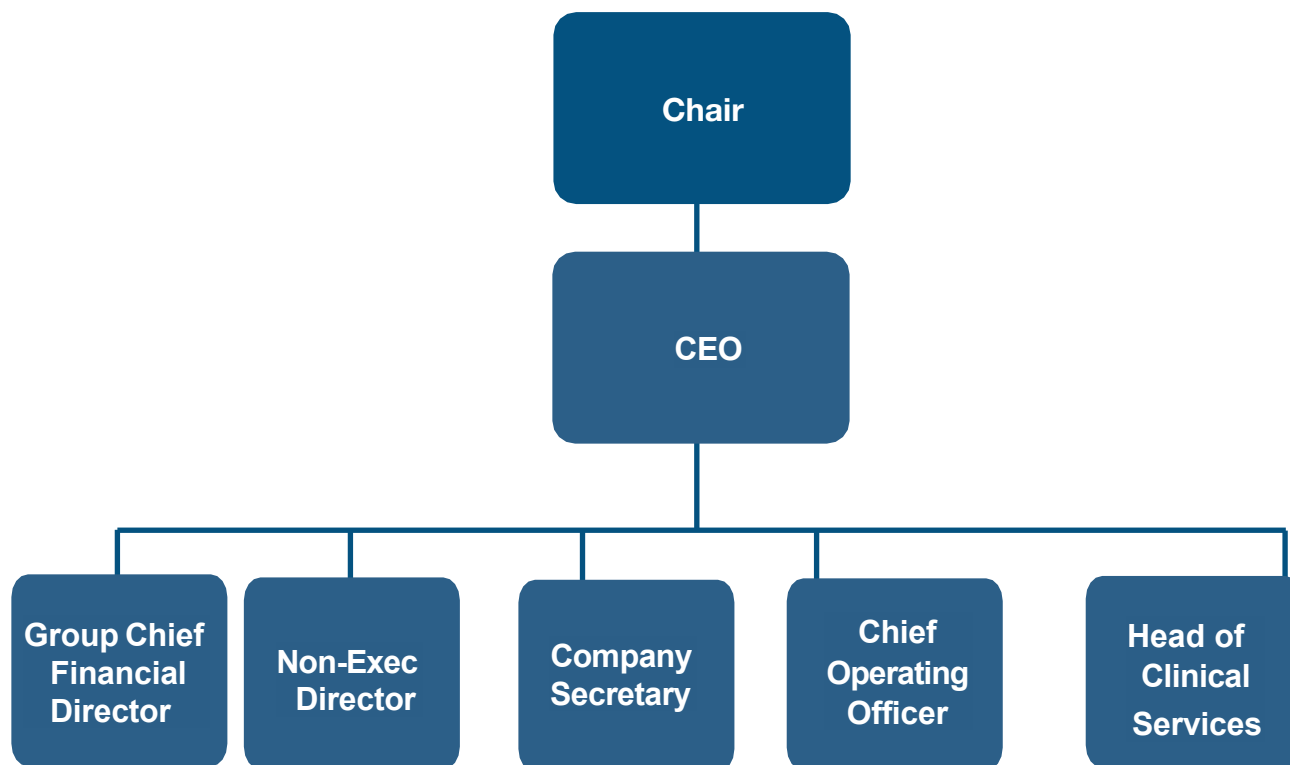 Chair
CEO
Group Chief
Financial
Director
Non-Exec
Director
Company
Secretary
Chief
Operating
Officer
Head of
Clinical
Services